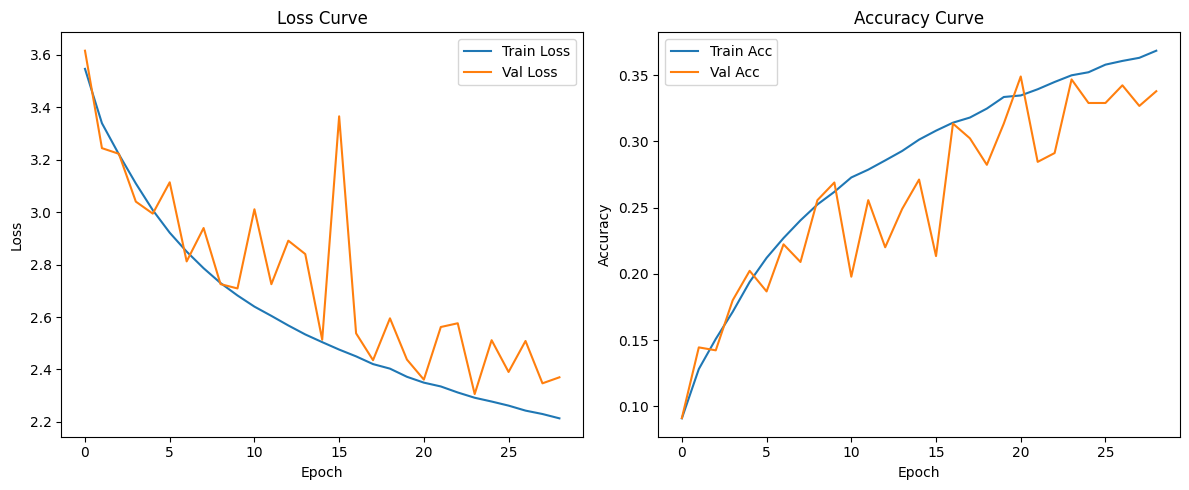 Loss Curve
Train Loss
Val Loss
3.6
3.4
3.2
3.0
2.8
2.6
2.4
2.2
Loss
0
5
10
15
20
25
Epoch
Accuracy Curve
Train Acc
Val Acc
0.35
0.30
0.25
0.20
0.15
0.10
Accuracy
0
5
10
15
20
25
Epoch